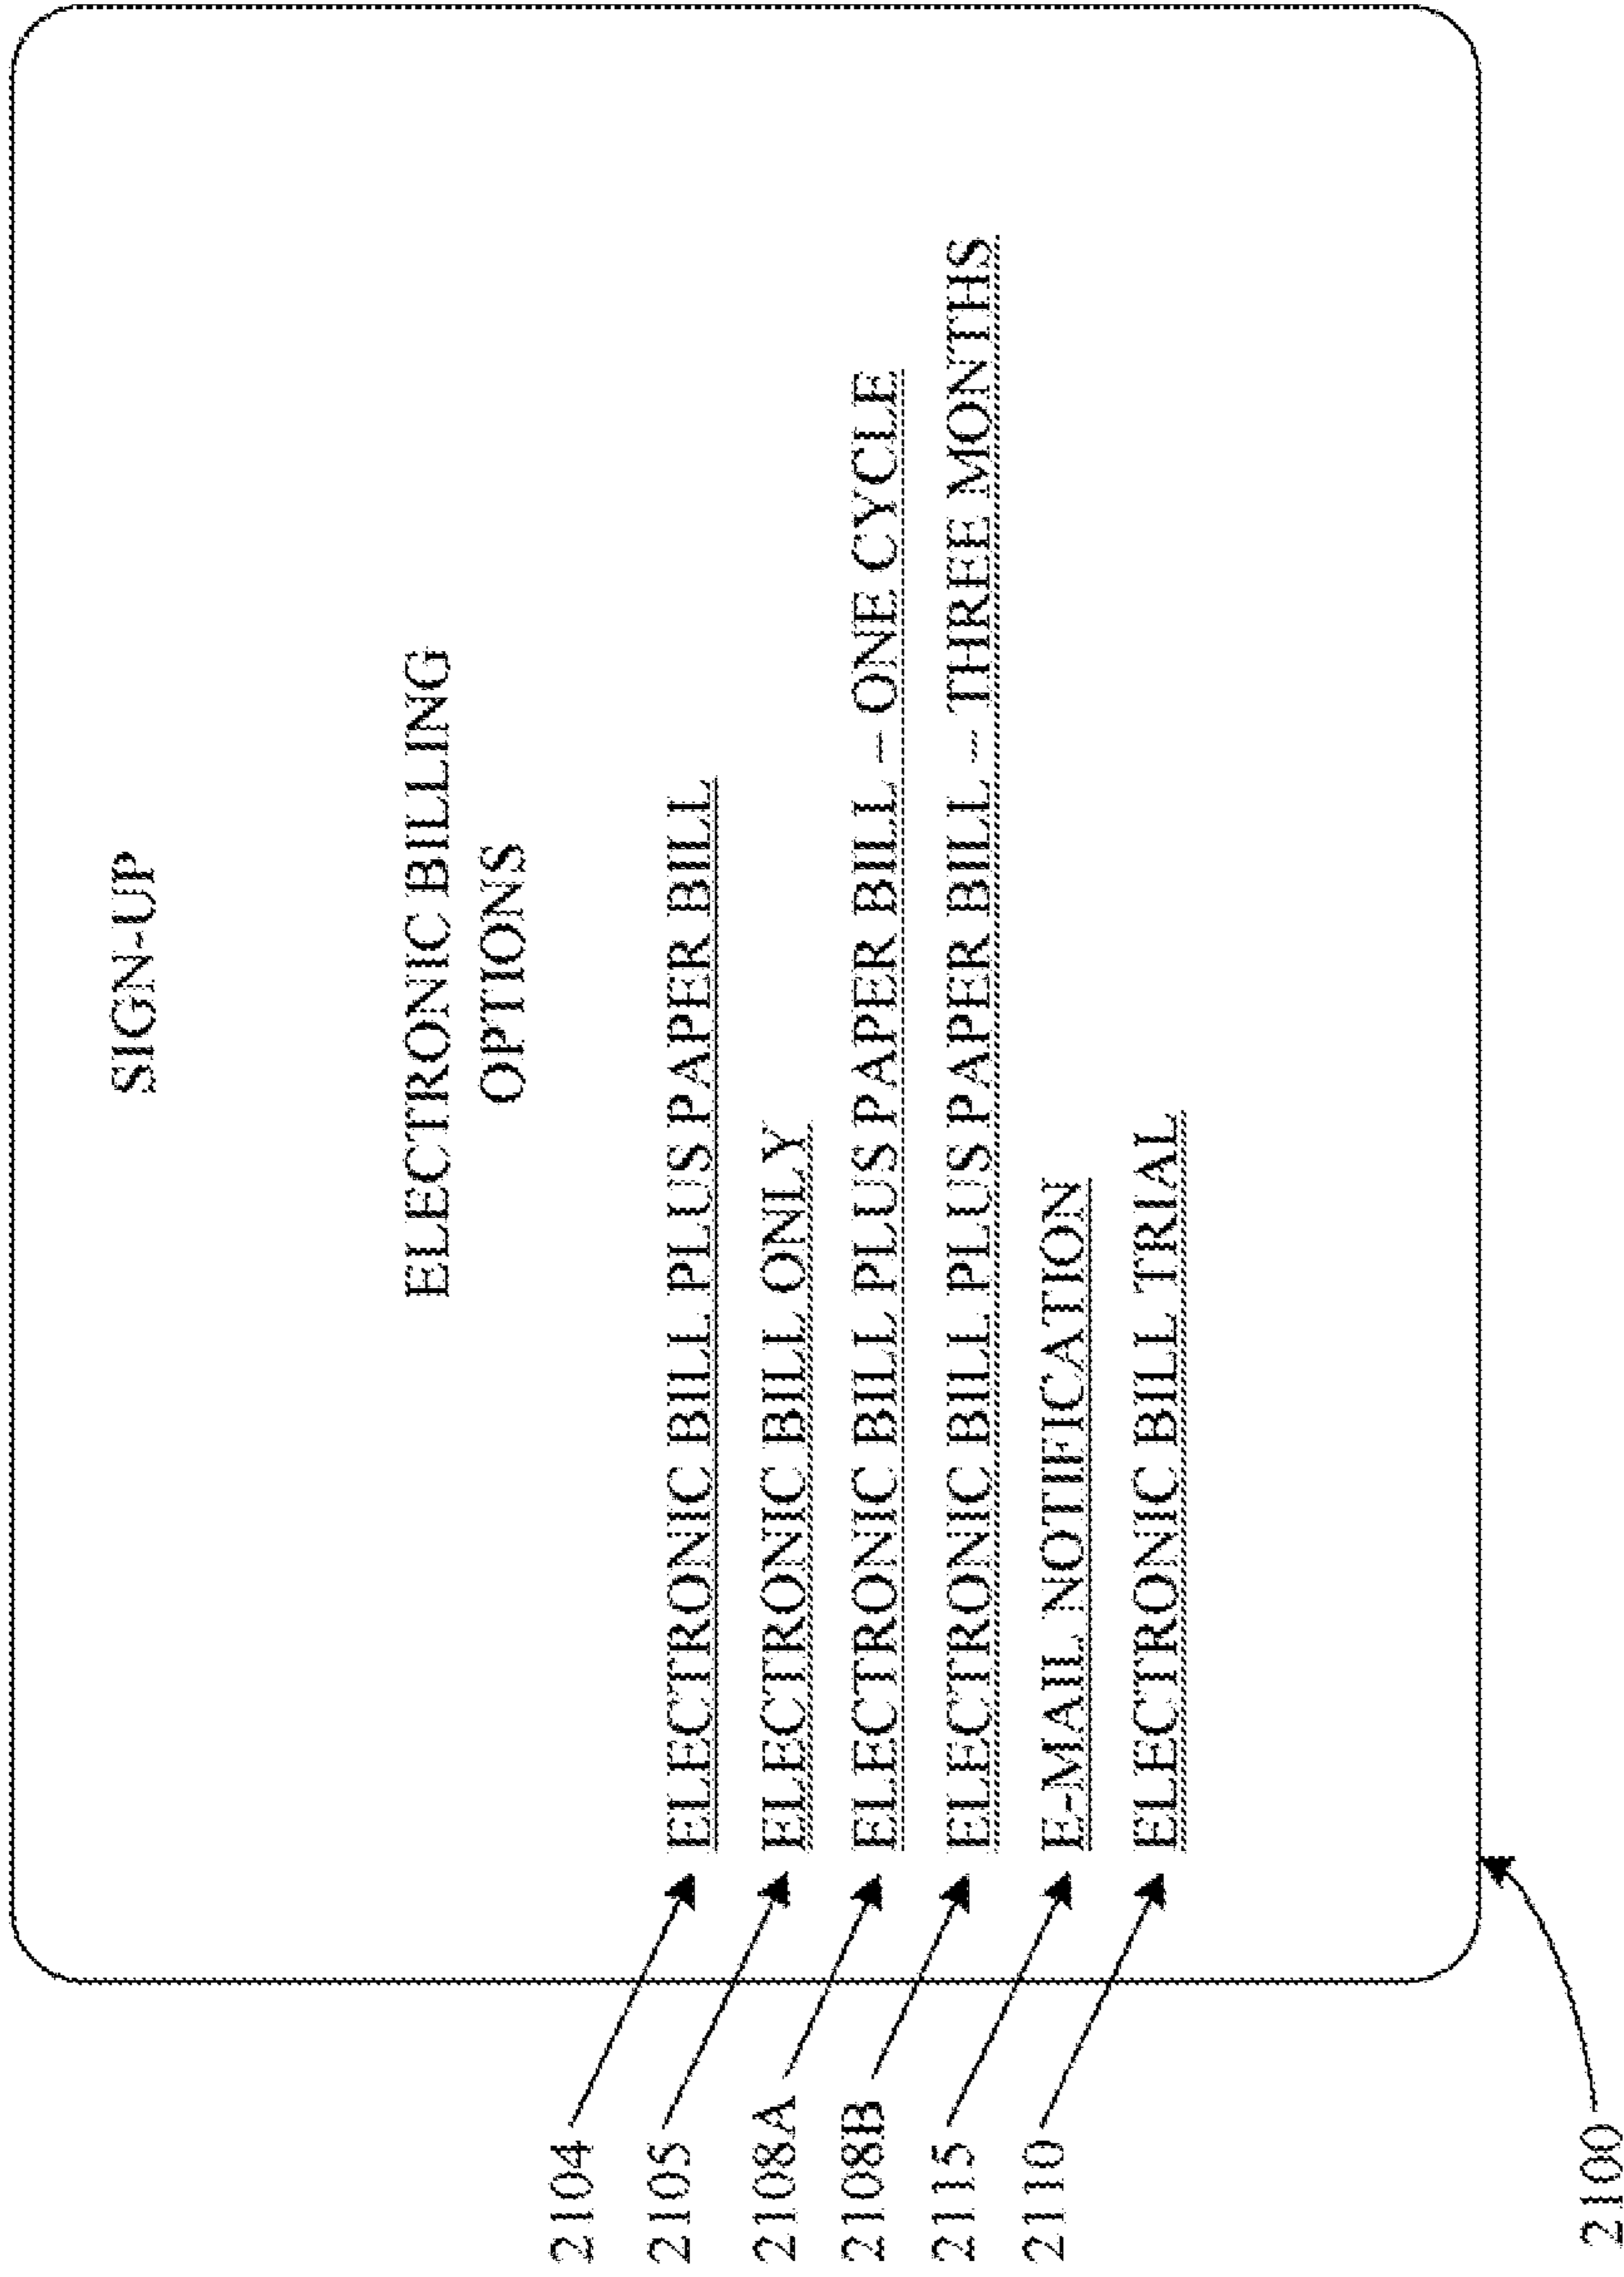 SIGN-UP
ELECTRONIC BILLING
OPTIONS
2104 ELECTRONIC BILL PLUS PAPER BILL
2105 ELECTRONIC BILL ONLY
2108A ELECTRONIC BILL PLUS PAPER BILL – ONE CYCLE
2108B ELECTRONIC BILL PLUS PAPER BILL – THREE MONTHS
2115 E-MAIL NOTIFICATION
2110 ELECTRONIC BILL TRIAL
2100